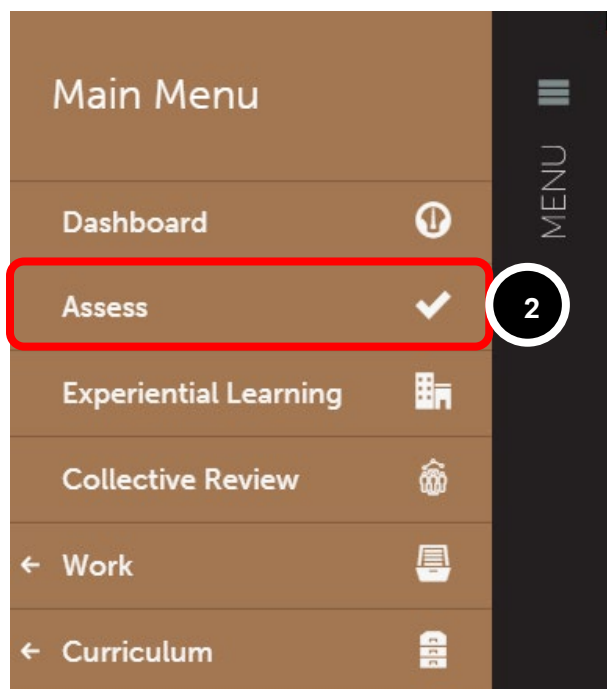 Main Menu
MENU
Dashboard
Assess
2
Experiential Learning
Collective Review
Work
Curriculum